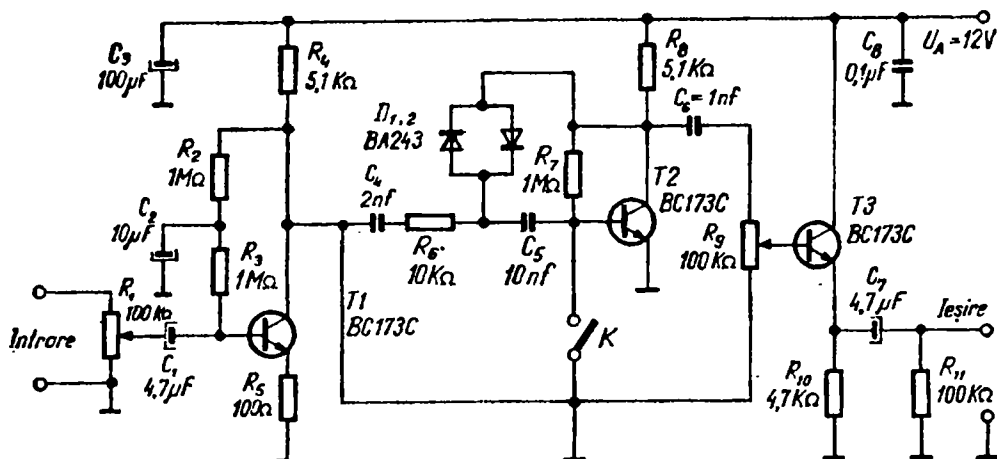 C3
100µF
R4
5,1KΩ
R8
5,1KΩ
C8
0,1µF
UA=12V
D1,2
BA243
C6=1nf
R2
1MΩ
C4
2nf
R7
1MΩ
T2
BC173C
C2
10µF
R3
1MΩ
R6
10KΩ
C5
10nf
R9
100KΩ
T3
BC173C
R1
100KΩ
T1
BC173C
C7
4,7µF
Ieșire
Intrare
C1
4,7µF
K
R5
100Ω
R10
4,7KΩ
R11
100KΩ